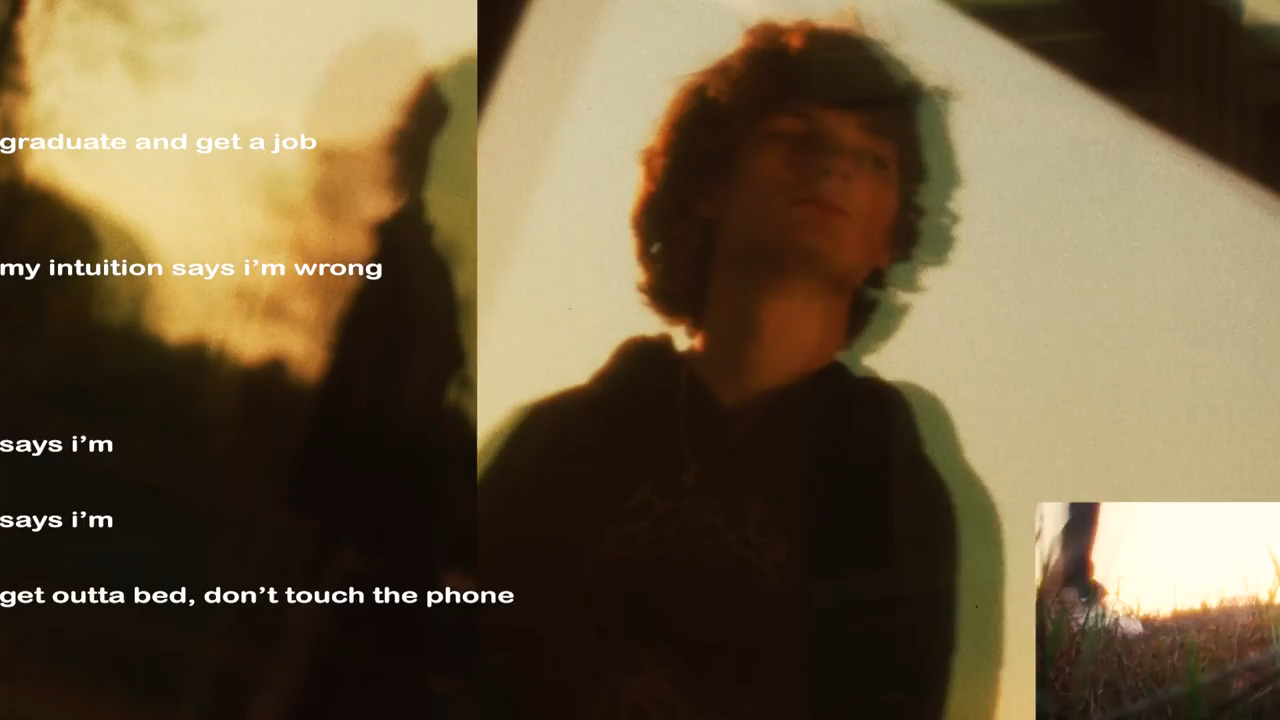 graduate and get a job
my intuition says i’m wrong
says i’m
says i’m
get outta bed, don’t touch the phone